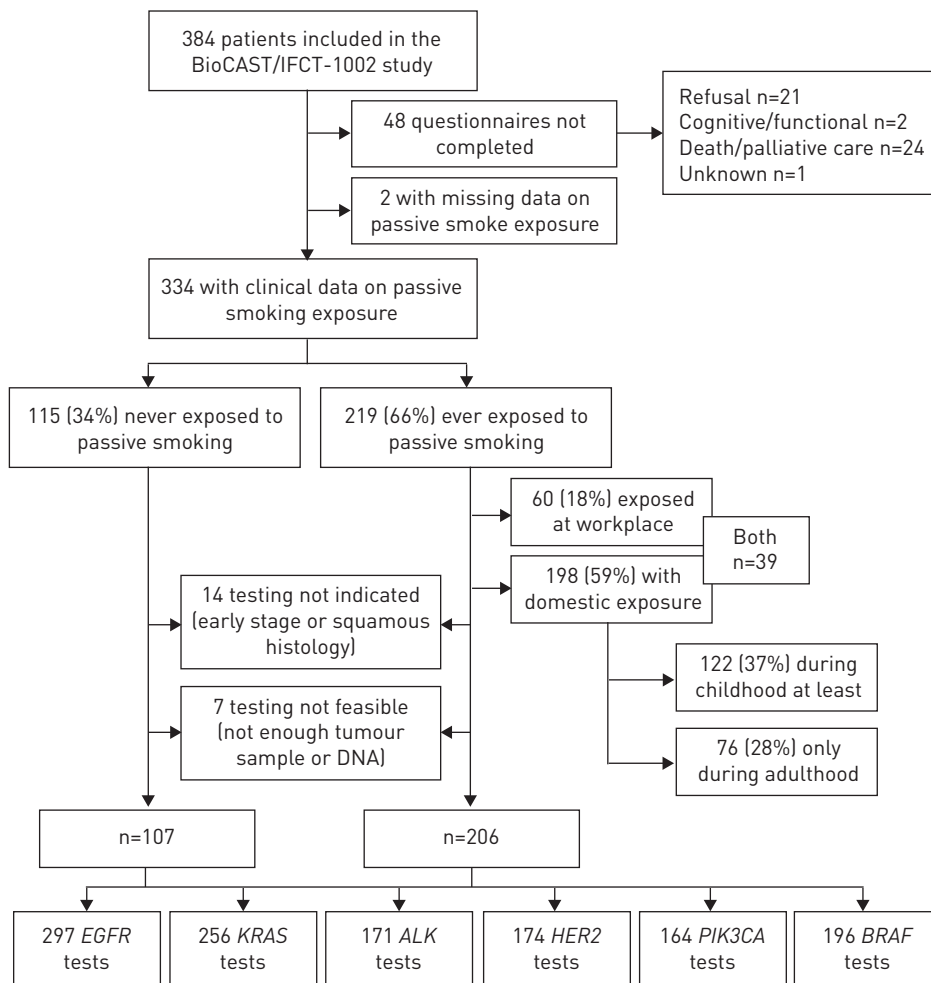 384 patients included in the
BioCAST/IFCT-1002 study
48 questionnaires not
completed
Refusal n=21
Cognitive/functional n=2
Death/palliative care n=24
Unknown n=1
2 with missing data on
passive smoke exposure
334 with clinical data on passive
smoking exposure
115 (34%) never exposed to
passive smoking
219 (66%) ever exposed to
passive smoking
60 (18%) exposed
at workplace
Both
n=39
198 (59%) with
domestic exposure
14 testing not indicated
(early stage or squamous
histology)
122 (37%) during
childhood at least
7 testing not feasible
(not enough tumour
sample or DNA)
76 (28%) only
during adulthood
n=107
n=206
297 EGFR
tests
256 KRAS
tests
171 ALK
tests
174 HER2
tests
164 PIK3CA
tests
196 BRAF
tests